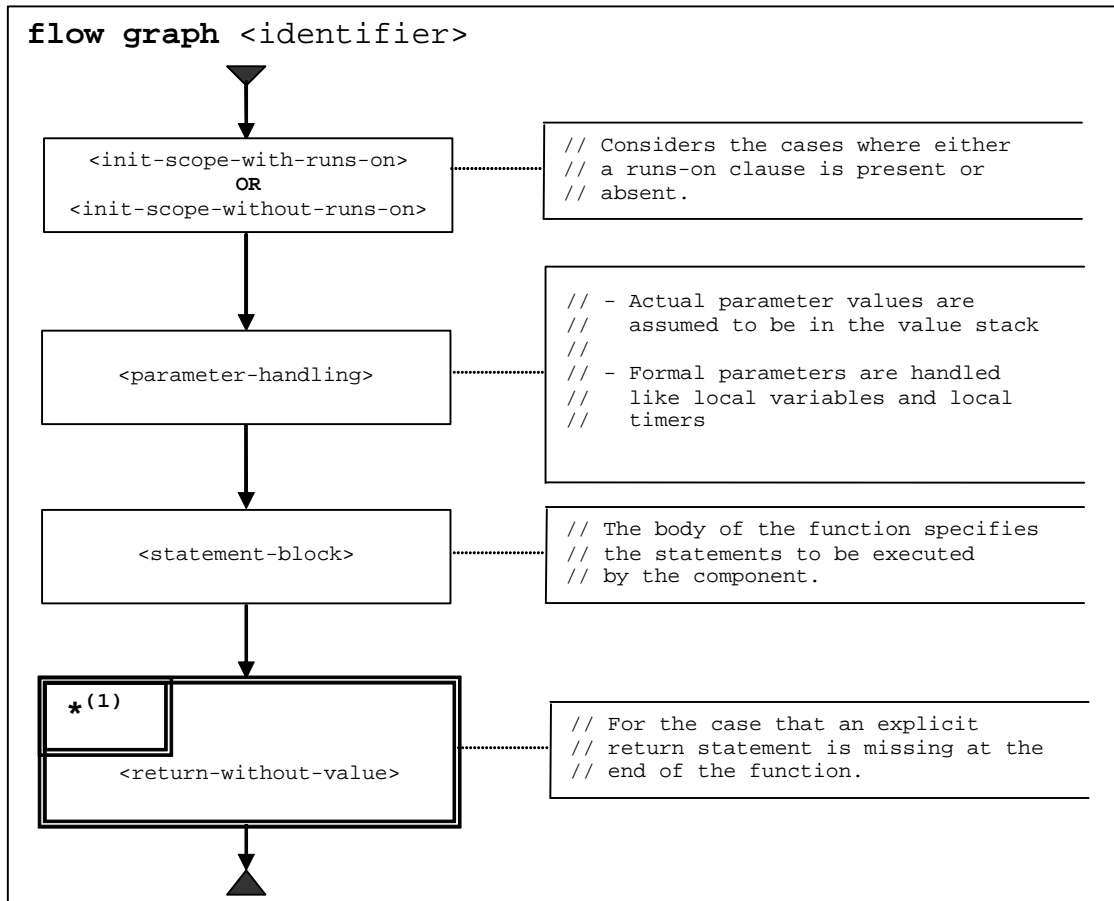 flow graph <identifier>
<init-scope-with-runs-on>
OR
<init-scope-without-runs-on>
// Considers the cases where either
// a runs-on clause is present or
// absent.
<parameter-handling>
// - Actual parameter values are
//   assumed to be in the value stack
//
// - Formal parameters are handled
//   like local variables and local
//   timers
<statement-block>
// The body of the function specifies
// the statements to be executed
// by the component.
*(1)
<return-without-value>
// For the case that an explicit
// return statement is missing at the
// end of the function.